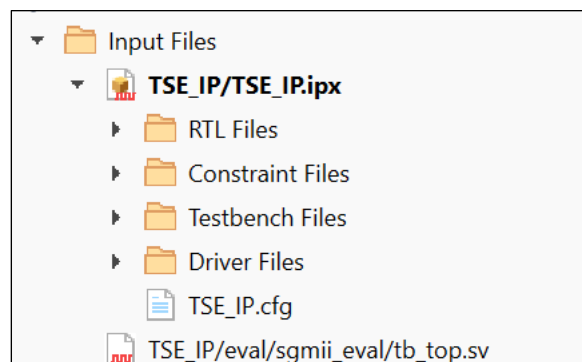 Input Files
TSE_IP/TSE_IP.ipx
RTL Files
Constraint Files
Testbench Files
Driver Files
TSE_IP.cfg
TSE_IP/eval/sgmii_eval/tb_top.sv